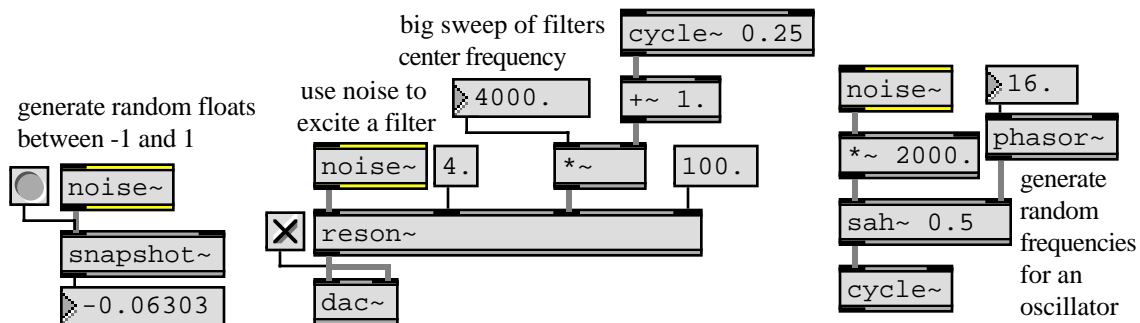 generate random floats
between -1 and 1
noise~
snapshot~
-0.06303
big sweep of filters
center frequency
cycle~ 0.25
use noise to
excite a filter
4000.
+~ 1.
noise~
4.
*~
100.
reson~
dac~
noise~
16.
*~ 2000.
phasor~
sah~ 0.5
cycle~
generate
random
frequencies
for an
oscillator